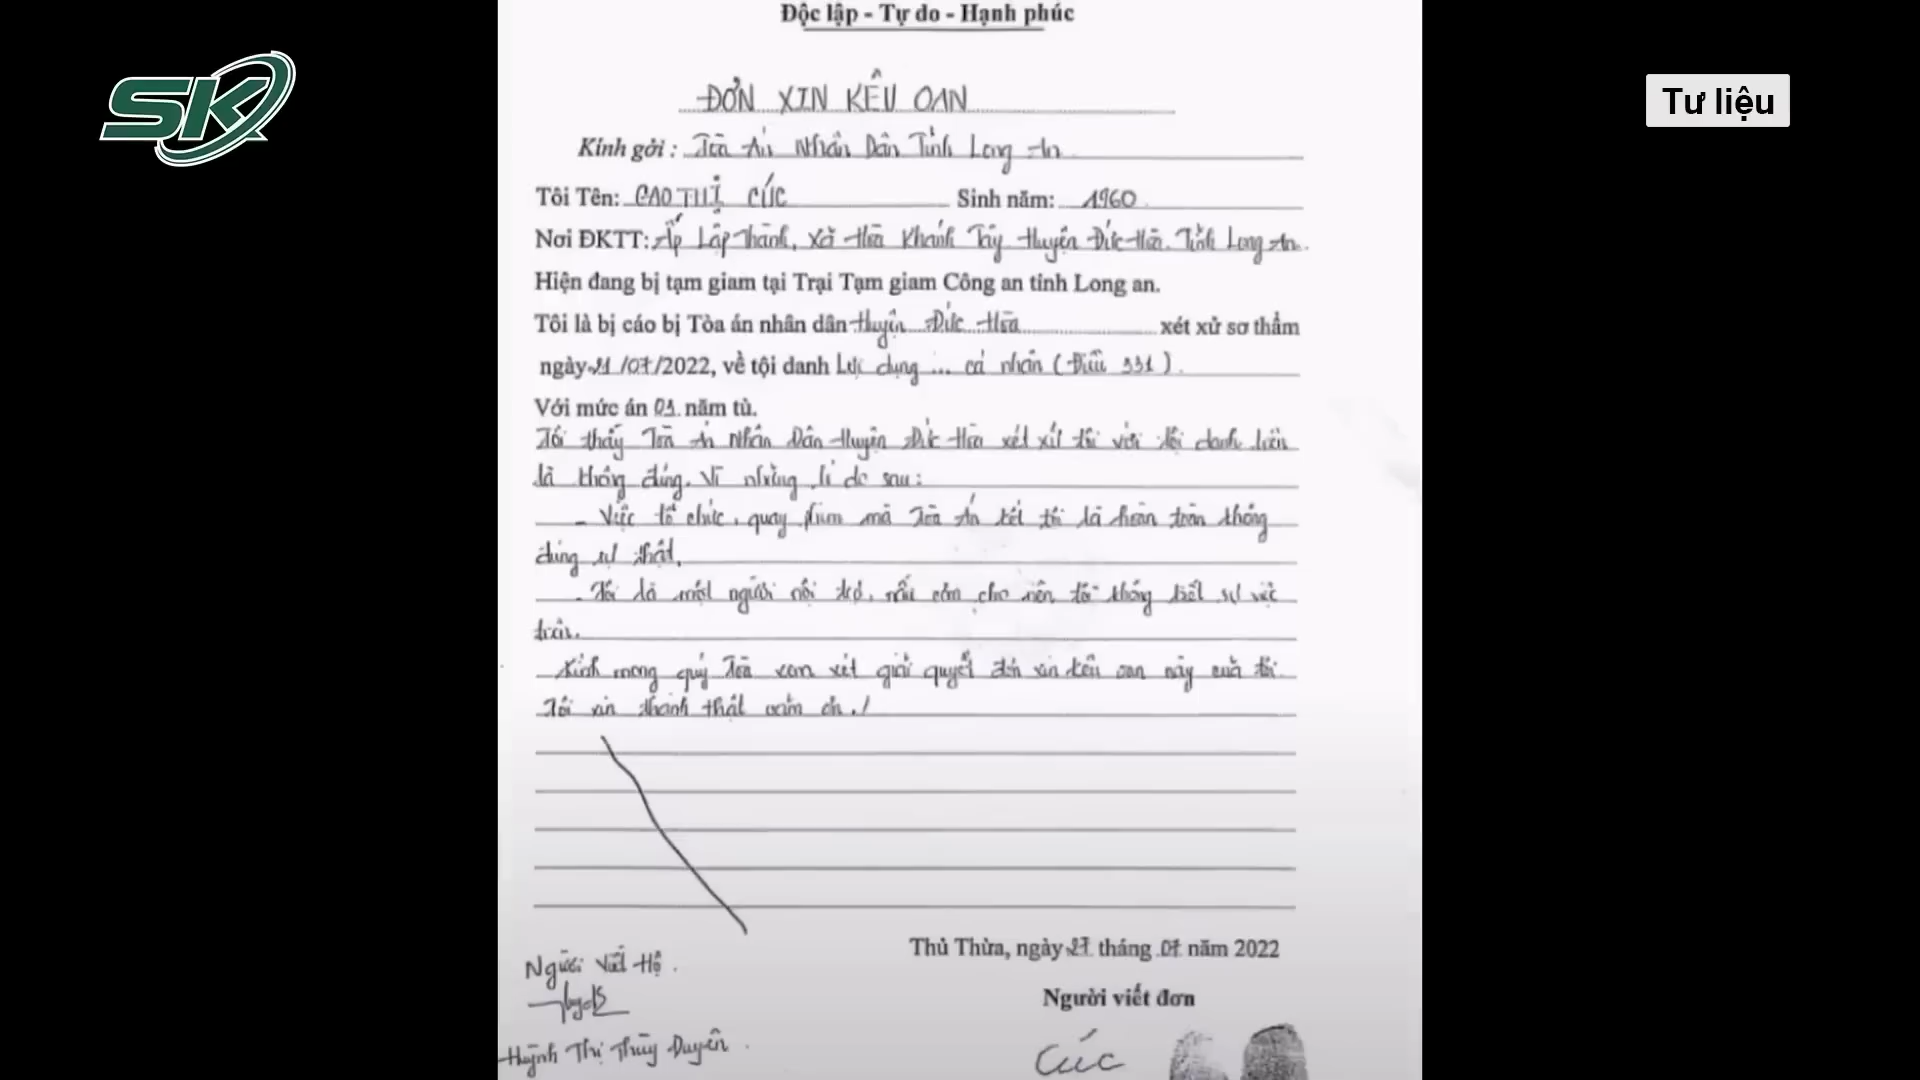 SK
Tư liệu
Độc lập - Tự do - Hạnh phúc
ĐƠN XIN KÊU OAN
Kính gởi : Tòa Án Nhân Dân Tỉnh Long An
Tôi Tên: CAO THỊ CÚC Sinh năm: 1960
Nơi ĐKTT: Ấp Lập Thành, Xã Hòa Khánh Tây Huyện Đức Hòa. Tỉnh Long An.
Hiện đang bị tạm giam tại Trại Tạm giam Công an tỉnh Long an.
Tôi là bị cáo bị Tòa án nhân dân Huyện Đức Hòa xét xử sơ thẩm
ngày 21/07/2022, về tội danh Lợi dụng ... cá nhân (Điều 331).
Với mức án 03 năm tù.
Tôi thấy Tòa Án Nhân Dân Huyện Đức Hòa xét xử tôi với tội danh trên
là không đúng. Vì những lí do sau:
- Việc tổ chức, quay phim mà Tòa Án kết tôi là hoàn toàn không
đúng sự thật.
- Tôi là một người nội trợ, nấu cơm cho nên tôi không biết sự việc
trên.
Kính mong quý Tòa xem xét giải quyết đơn xin kêu oan này của tôi.
Tôi xin thành thật cảm ơn./
Thủ Thừa, ngày 27 tháng 07 năm 2022
Người Viết Hộ.
Người viết đơn
Huỳnh Thị Thùy Duyên.
Cúc